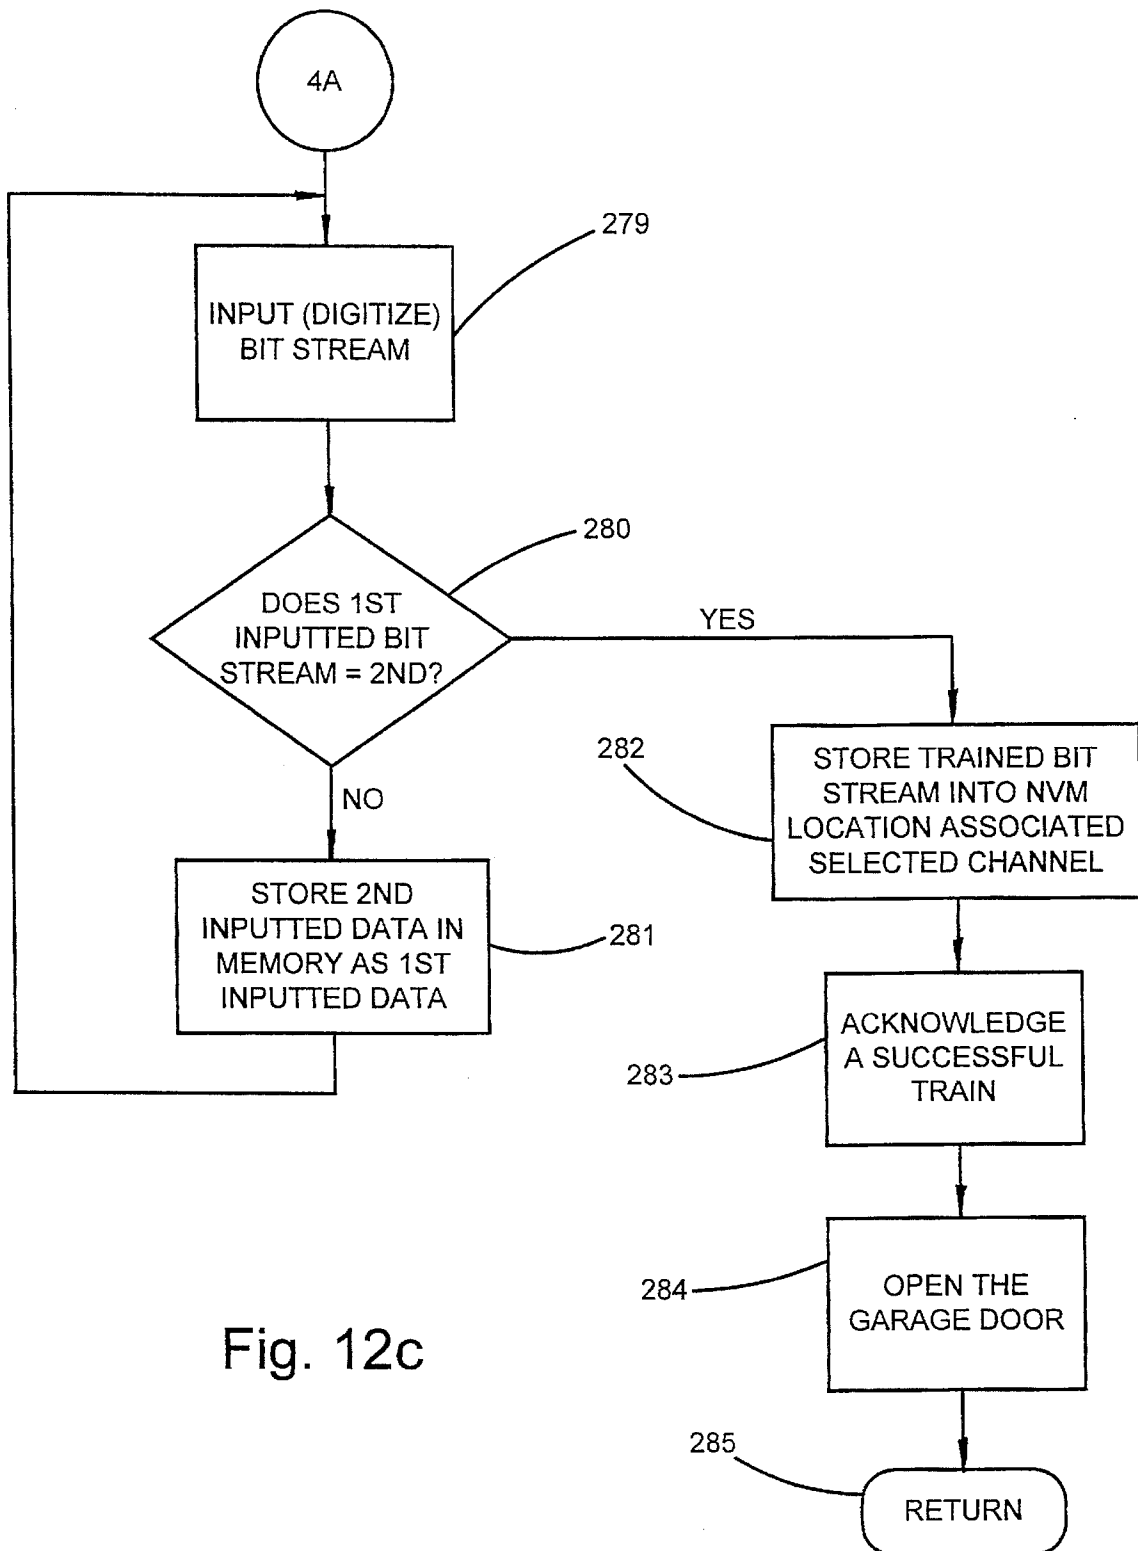 4A
279
INPUT (DIGITIZE)
BIT STREAM
280
DOES 1ST
INPUTTED BIT
STREAM = 2ND?
YES
NO
281
STORE 2ND
INPUTTED DATA IN
MEMORY AS 1ST
INPUTTED DATA
282
STORE TRAINED BIT
STREAM INTO NVM
LOCATION ASSOCIATED
SELECTED CHANNEL
283
ACKNOWLEDGE
A SUCCESSFUL
TRAIN
284
OPEN THE
GARAGE DOOR
285
RETURN
Fig. 12c